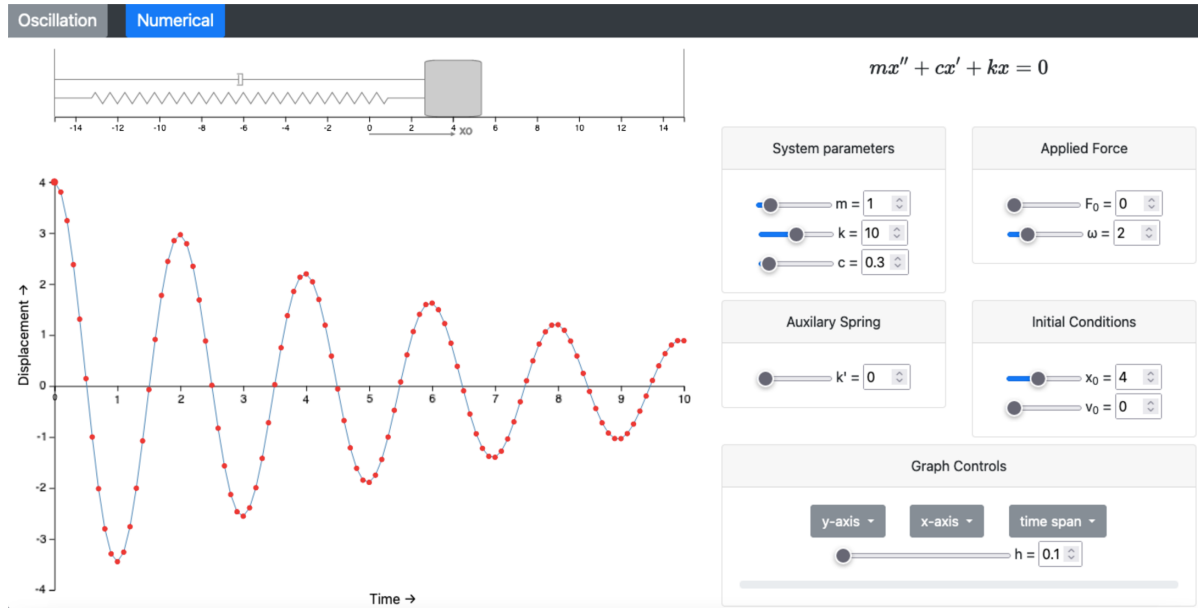 Oscillation Numerical
mx″ + cx′ + kx = 0
-14 -12 -10 -8 -6 -4 -2 0 2 4 6 8 10 12 14
xo
System parameters
m = 1
k = 10
c = 0.3
Applied Force
F₀ = 0
ω = 2
Auxilary Spring
k' = 0
Initial Conditions
x₀ = 4
v₀ = 0
Graph Controls
y-axis x-axis time span
h = 0.1
Displacement →
4
3
2
1
0
-1
-2
-3
-4
0 1 2 3 4 5 6 7 8 9 10
Time →